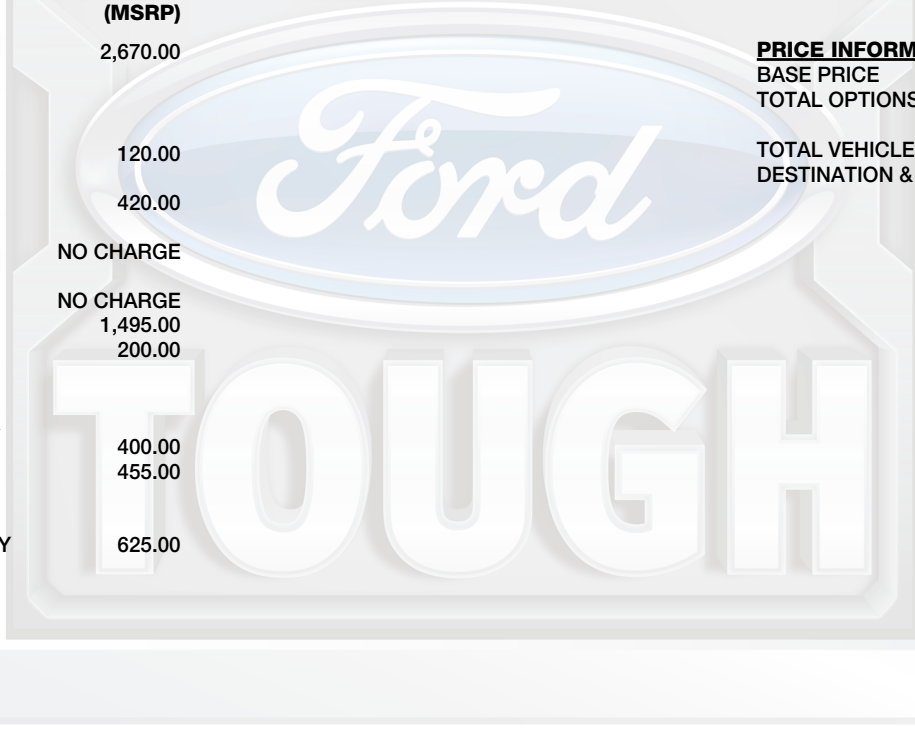 (MSRP)
2,670.00
120.00
420.00
NO CHARGE
NO CHARGE
1,495.00
200.00
400.00
455.00
Y 625.00
PRICE INFORM
BASE PRICE
TOTAL OPTIONS
TOTAL VEHICLE
DESTINATION &
Ford
TOUGH